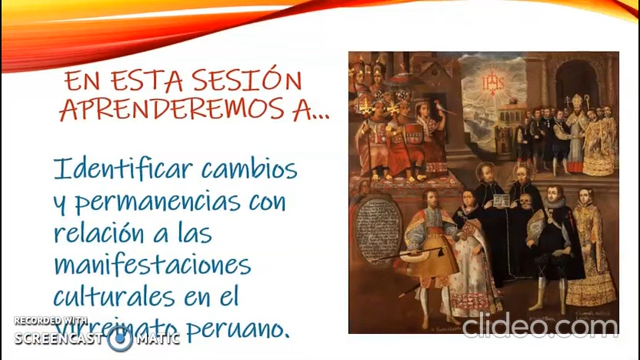 EN ESTA SESIÓN
APRENDEREMOS A...
Identificar cambios
y permanencias con
relación a las
manifestaciones
culturales en el
virreinato peruano.
IHS
RECORDED WITH
SCREENCAST MATIC
clideo.com